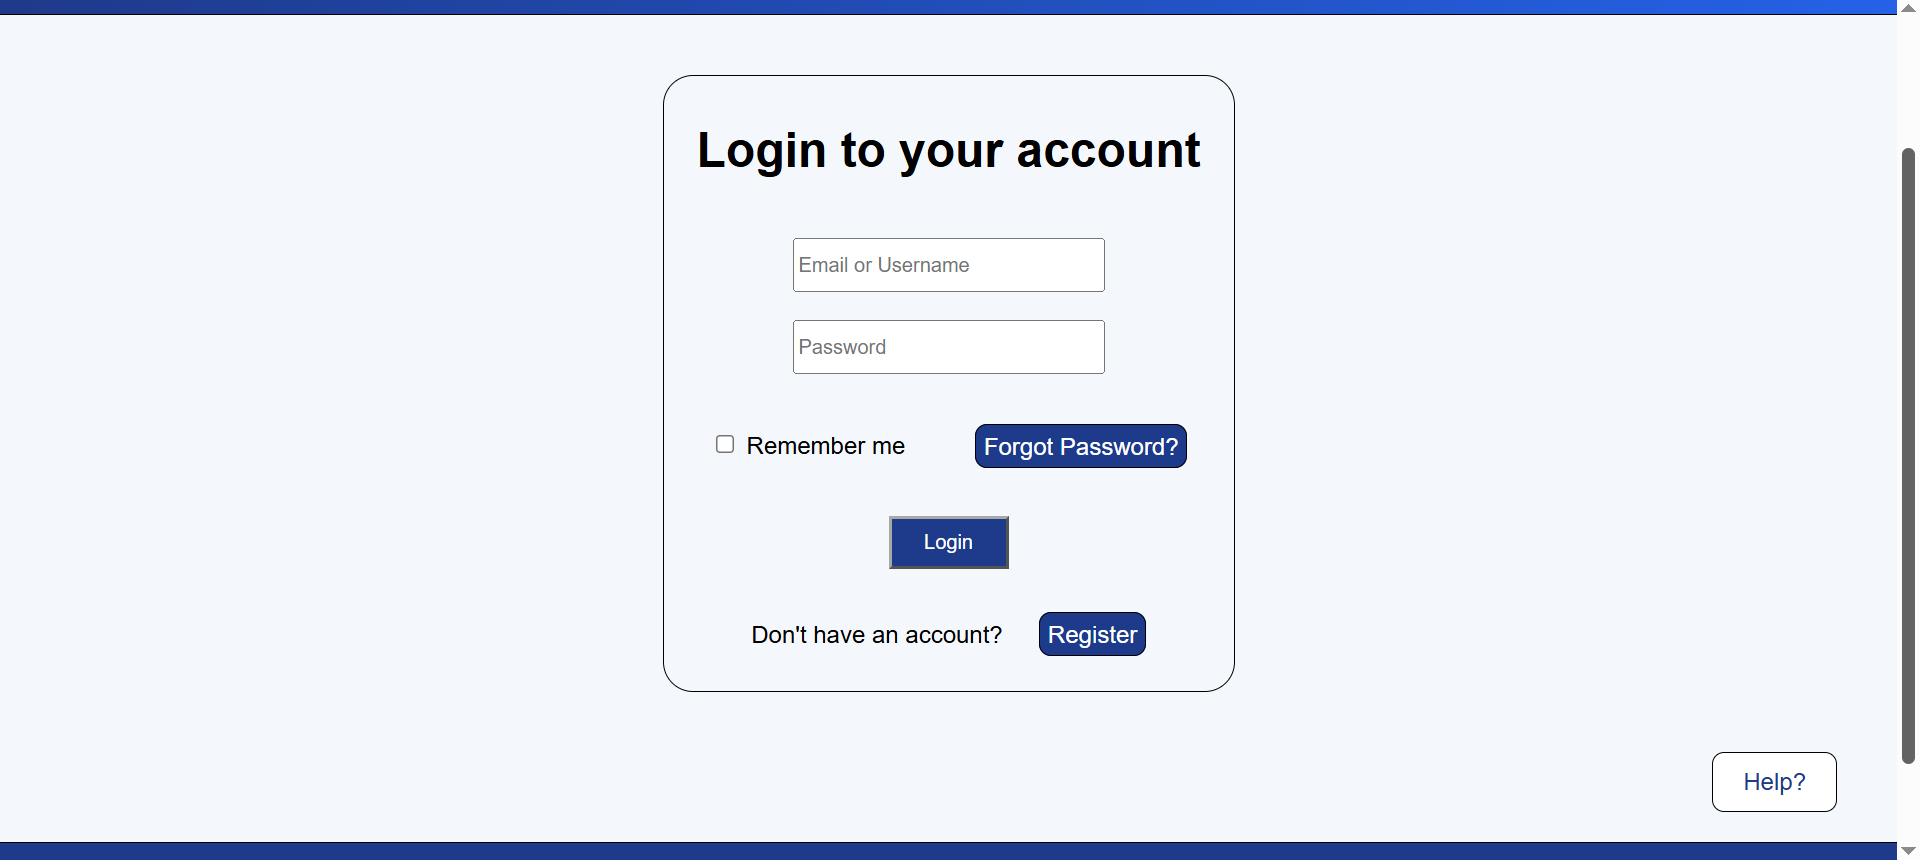 Login to your account
Email or Username
Password
Remember me Forgot Password?
Login
Don't have an account? Register
Help?